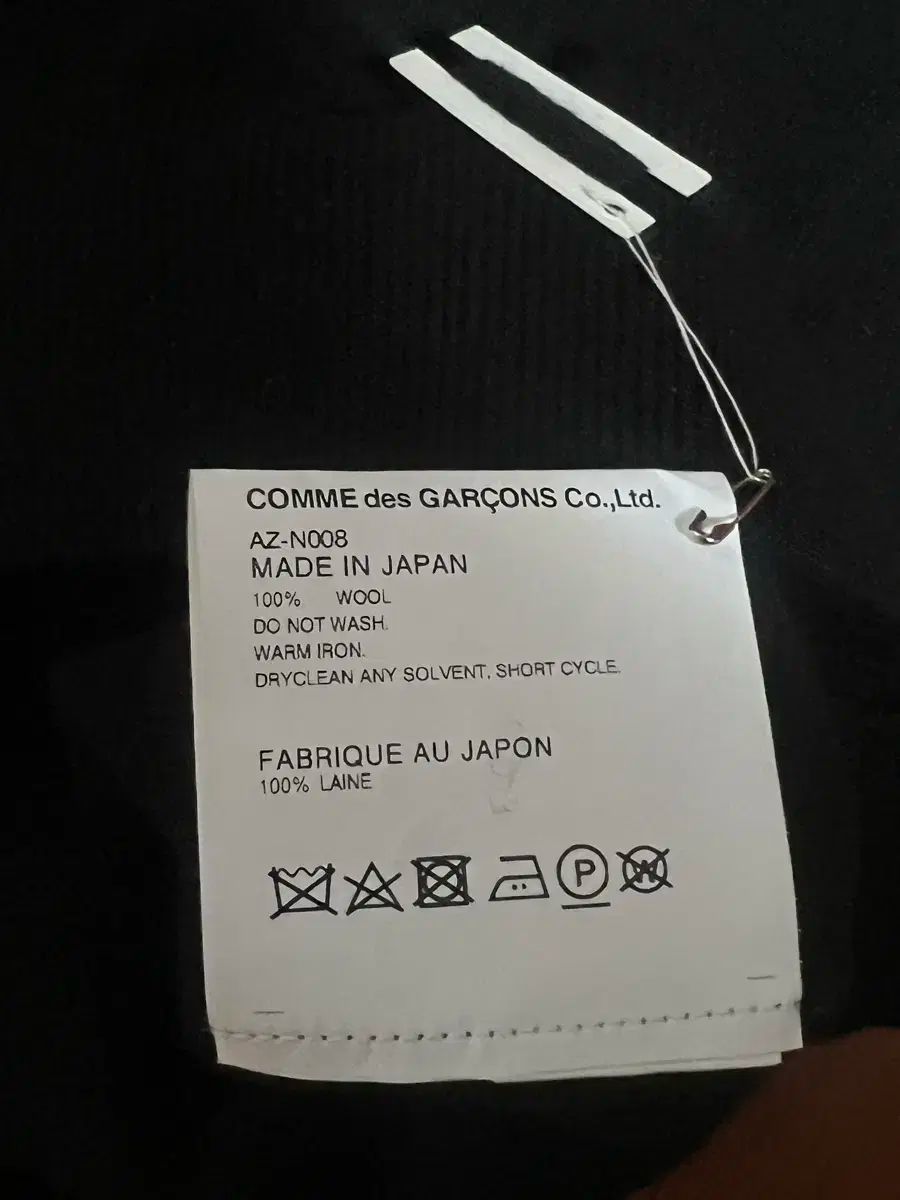 COMME des GARÇONS Co.,Ltd.
AZ-N008
MADE IN JAPAN
100% WOOL
DO NOT WASH.
WARM IRON.
DRYCLEAN ANY SOLVENT, SHORT CYCLE.
FABRIQUE AU JAPON
100% LAINE
P W